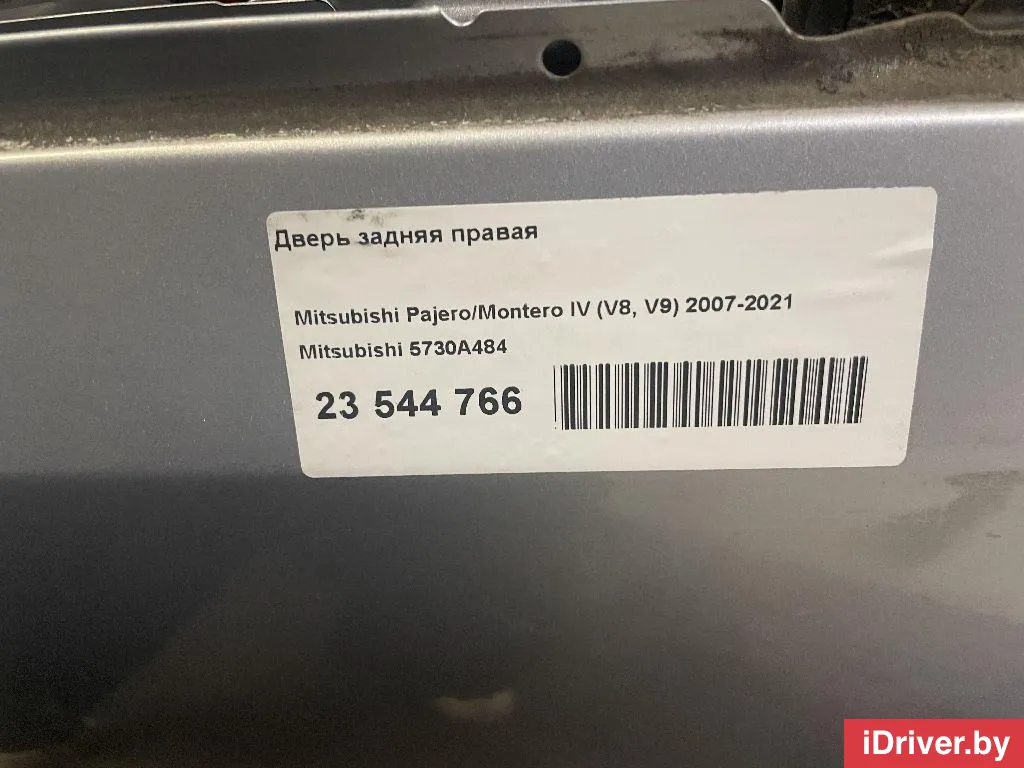 Дверь задняя правая
Mitsubishi Pajero/Montero IV (V8, V9) 2007-2021
Mitsubishi 5730A484
23 544 766
iDriver.by